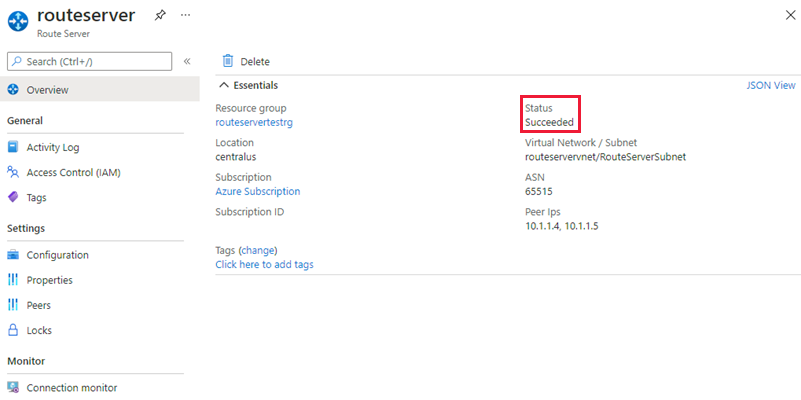 routeserver
Route Server
Search (Ctrl+/)
«
Overview
General
Activity Log
Access Control (IAM)
Tags
Settings
Configuration
Properties
Peers
Locks
Monitor
Connection monitor
Delete
Essentials
JSON View
Resource group
routeservertestrg
Location
centralus
Subscription
Azure Subscription
Subscription ID
Status
Succeeded
Virtual Network / Subnet
routeservervnet/RouteServerSubnet
ASN
65515
Peer Ips
10.1.1.4, 10.1.1.5
Tags (change)
Click here to add tags